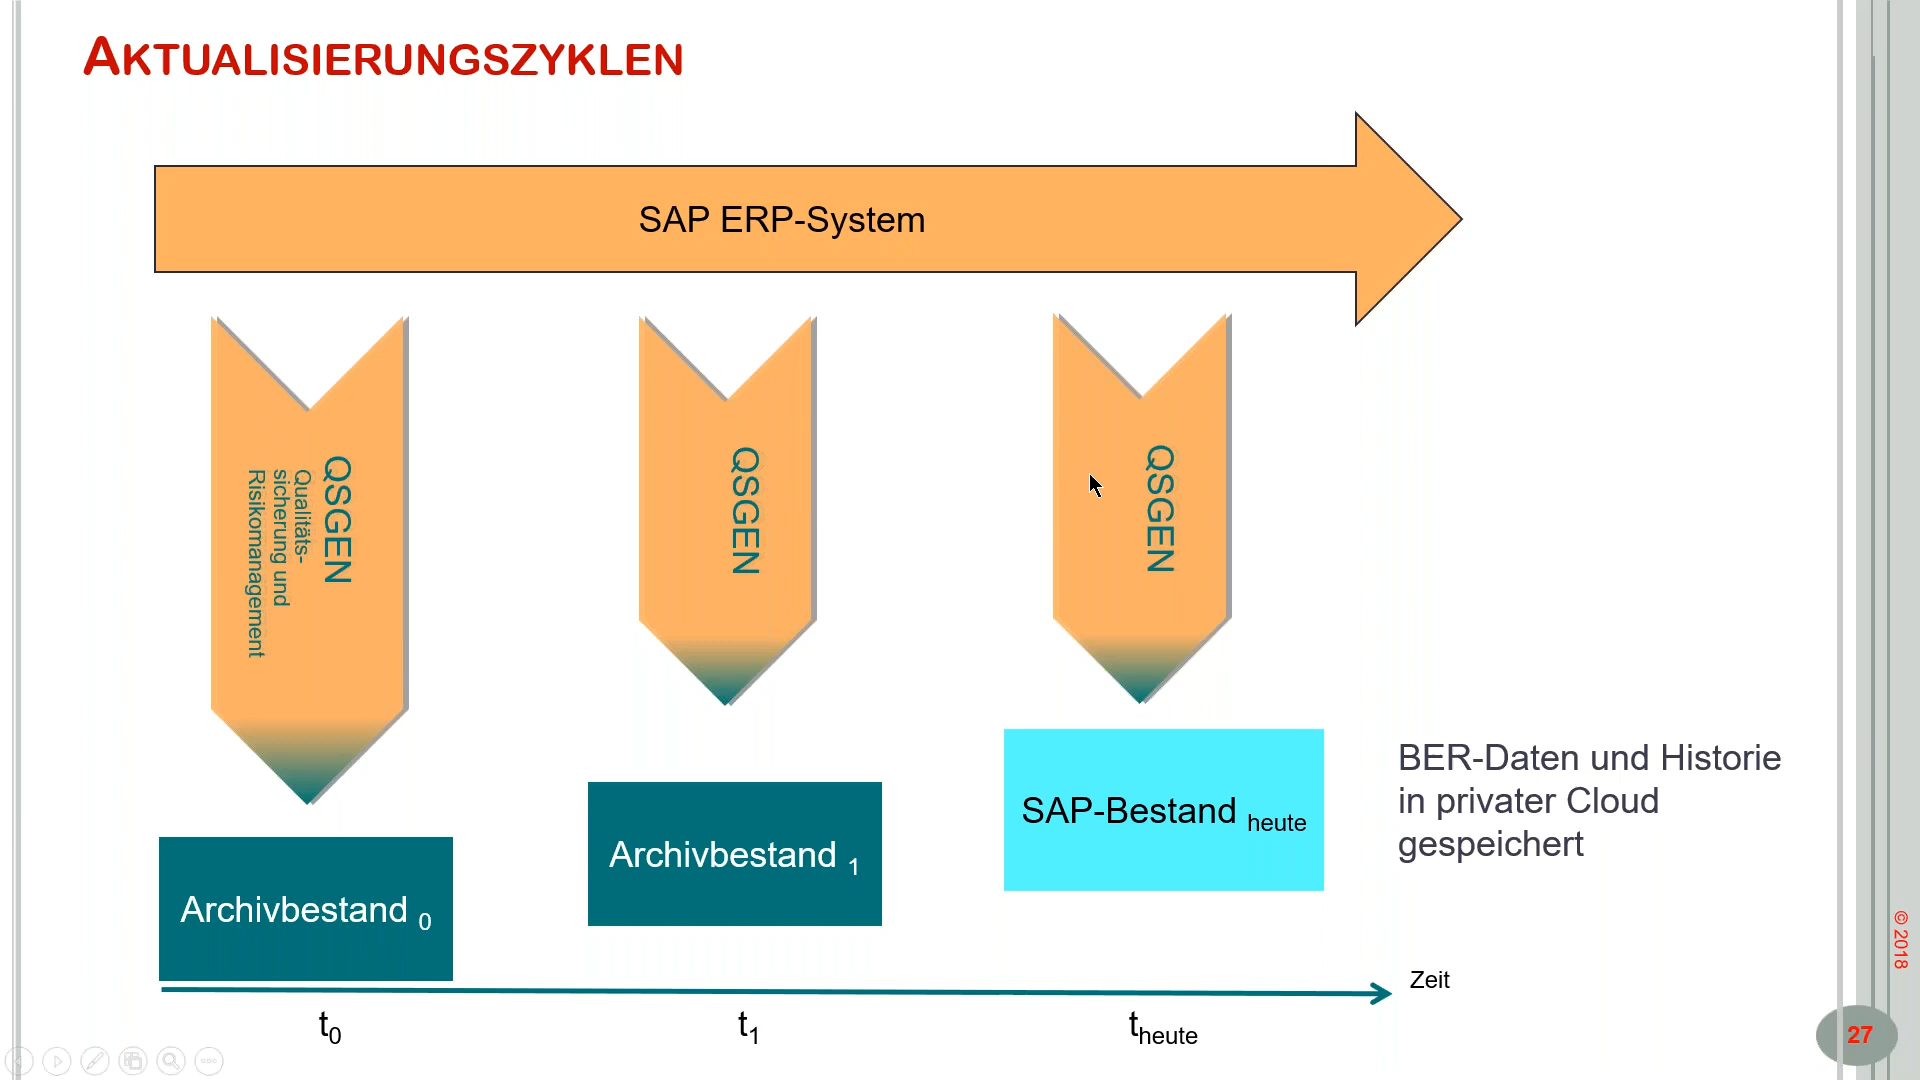 AKTUALISIERUNGSZYKLEN
SAP ERP-System
QSGEN
Qualitäts-
sicherung und
Risikomanagement
QSGEN
QSGEN
Archivbestand 0
Archivbestand 1
SAP-Bestand heute
BER-Daten und Historie
in privater Cloud
gespeichert
Zeit
t0
t1
theute
© 2018
27